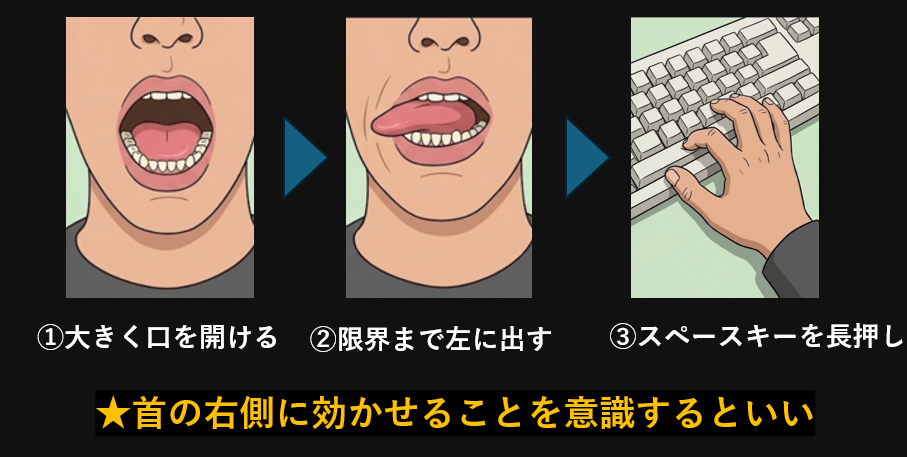 ①大きく口を開ける
②限界まで左に出す
③スペースキーを長押し
★首の右側に効かせることを意識するといい